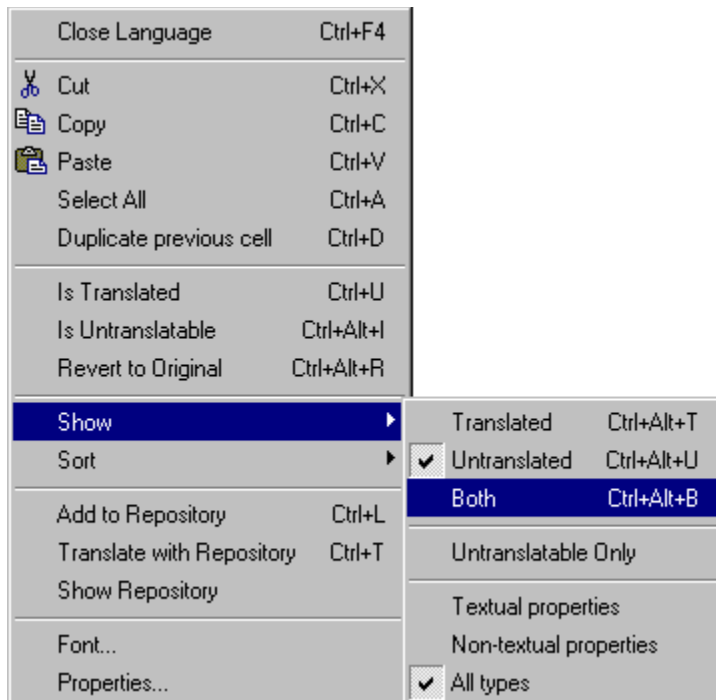 Close Language Ctrl+F4
Cut Ctrl+X
Copy Ctrl+C
Paste Ctrl+V
Select All Ctrl+A
Duplicate previous cell Ctrl+D
Is Translated Ctrl+U
Is Untranslatable Ctrl+Alt+I
Revert to Original Ctrl+Alt+R
Show
Sort
Add to Repository Ctrl+L
Translate with Repository Ctrl+T
Show Repository
Font...
Properties...
Translated Ctrl+Alt+T
Untranslated Ctrl+Alt+U
Both Ctrl+Alt+B
Untranslatable Only
Textual properties
Non-textual properties
All types